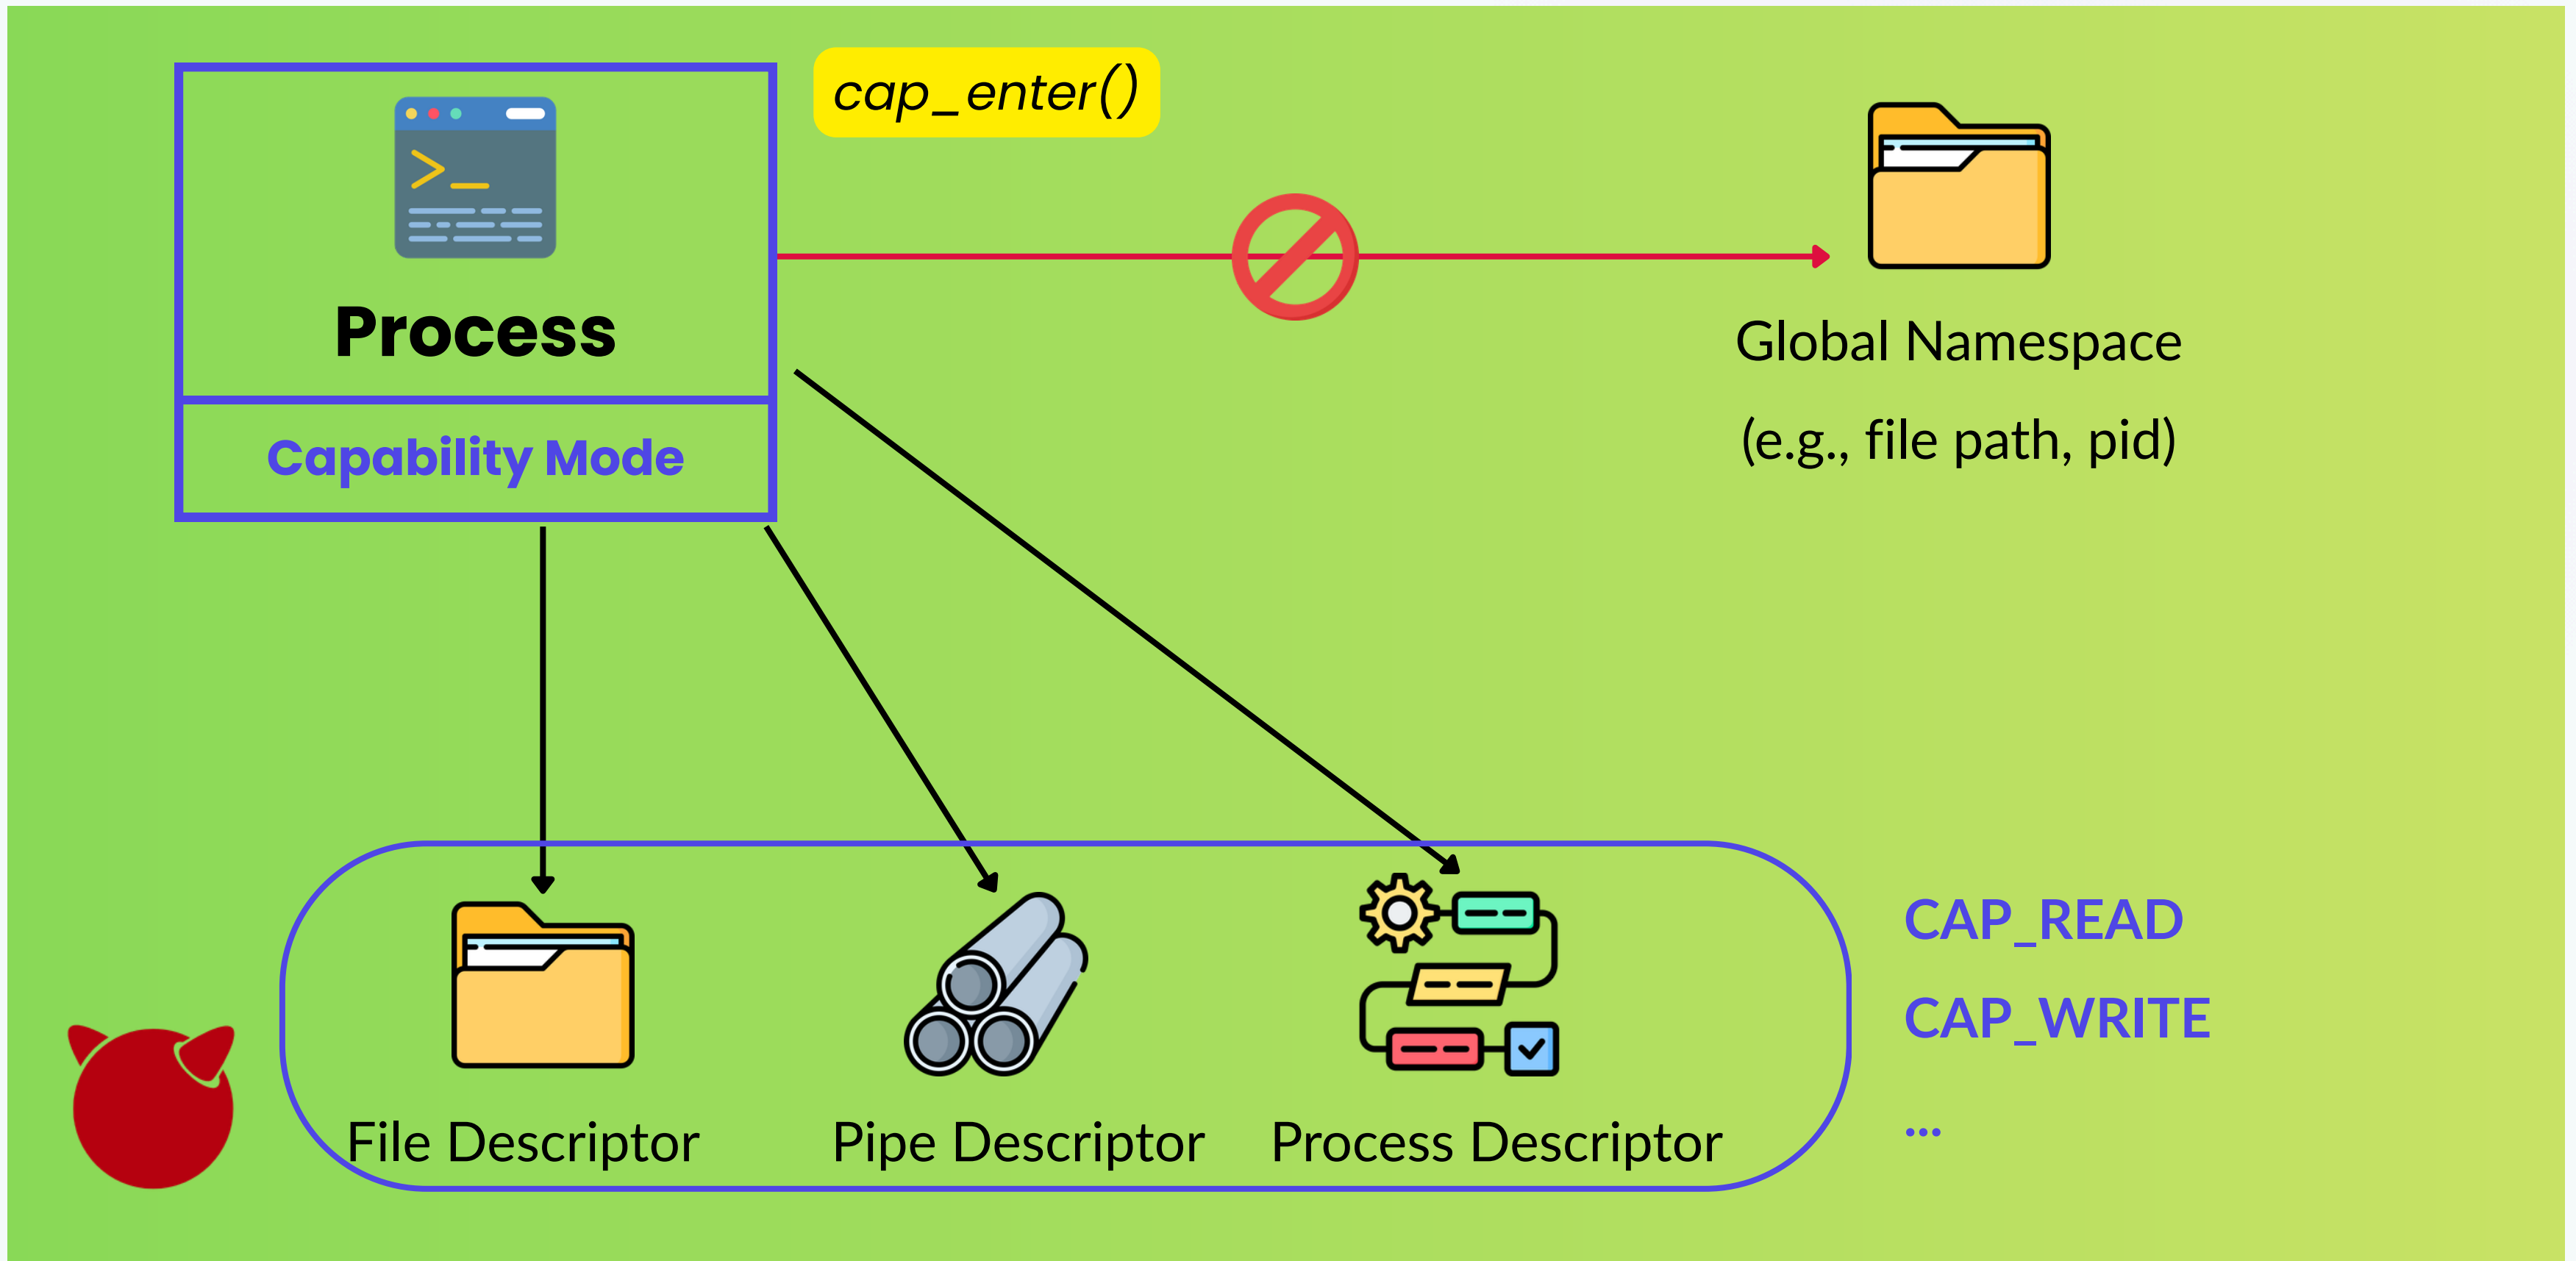 cap_enter()
Process
Capability Mode
Global Namespace
(e.g., file path, pid)
File Descriptor
Pipe Descriptor
Process Descriptor
CAP_READ
CAP_WRITE
...